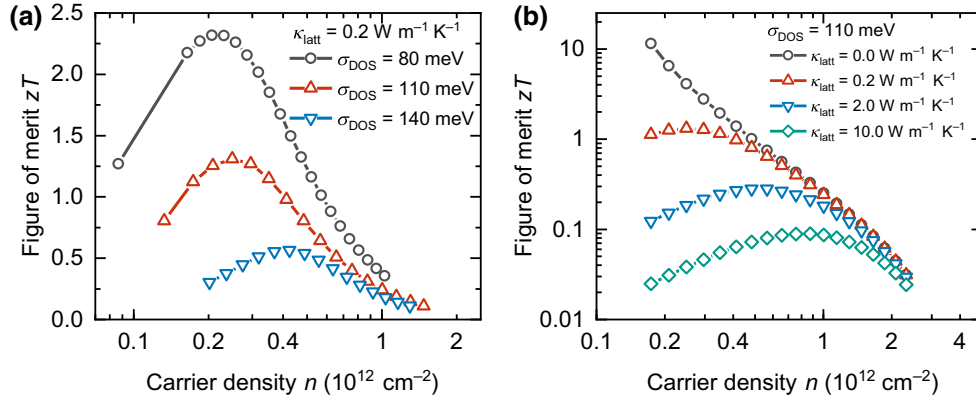 (a)
κlatt = 0.2 W m⁻¹ K⁻¹
σDOS = 80 meV
σDOS = 110 meV
σDOS = 140 meV
Figure of merit zT
2.5
2.0
1.5
1.0
0.5
0.0
0.1 0.2 0.4 1 2
Carrier density n (10¹² cm⁻²)
(b)
σDOS = 110 meV
κlatt = 0.0 W m⁻¹ K⁻¹
κlatt = 0.2 W m⁻¹ K⁻¹
κlatt = 2.0 W m⁻¹ K⁻¹
κlatt = 10.0 W m⁻¹ K⁻¹
Figure of merit zT
10
1
0.1
0.01
0.1 0.2 0.4 1 2 4
Carrier density n (10¹² cm⁻²)